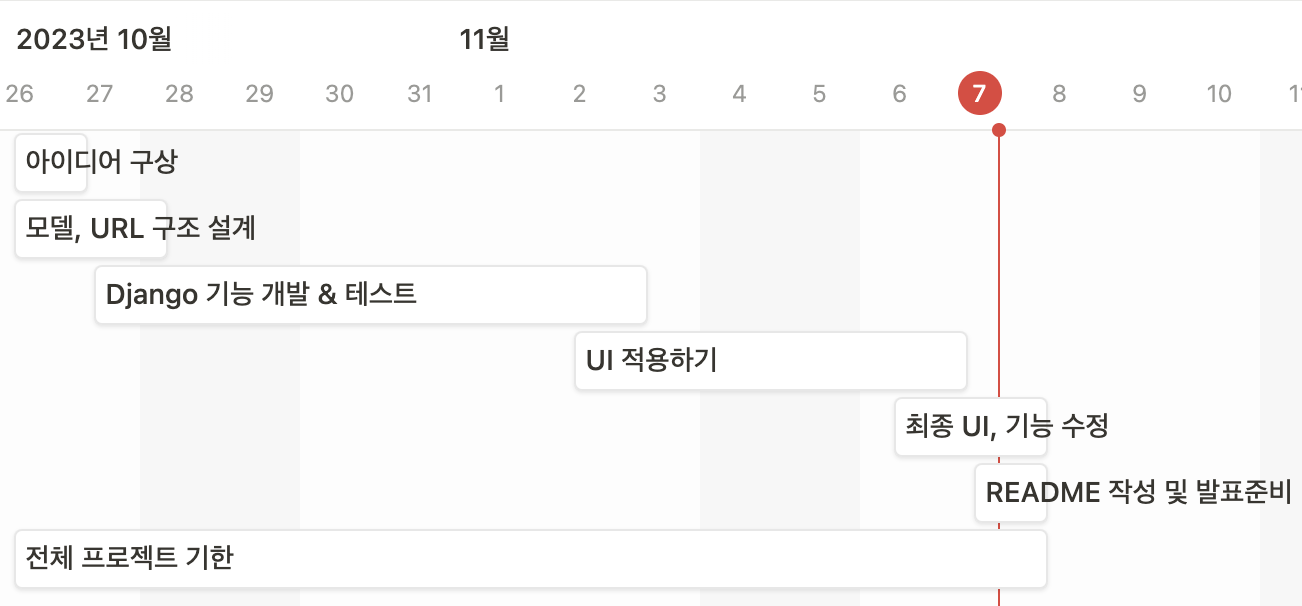 2023년 10월 11월
26 27 28 29 30 31 1 2 3 4 5 6 7 8 9 10
아이디어 구상
모델, URL 구조 설계
Django 기능 개발 & 테스트
UI 적용하기
최종 UI, 기능 수정
README 작성 및 발표준비
전체 프로젝트 기한